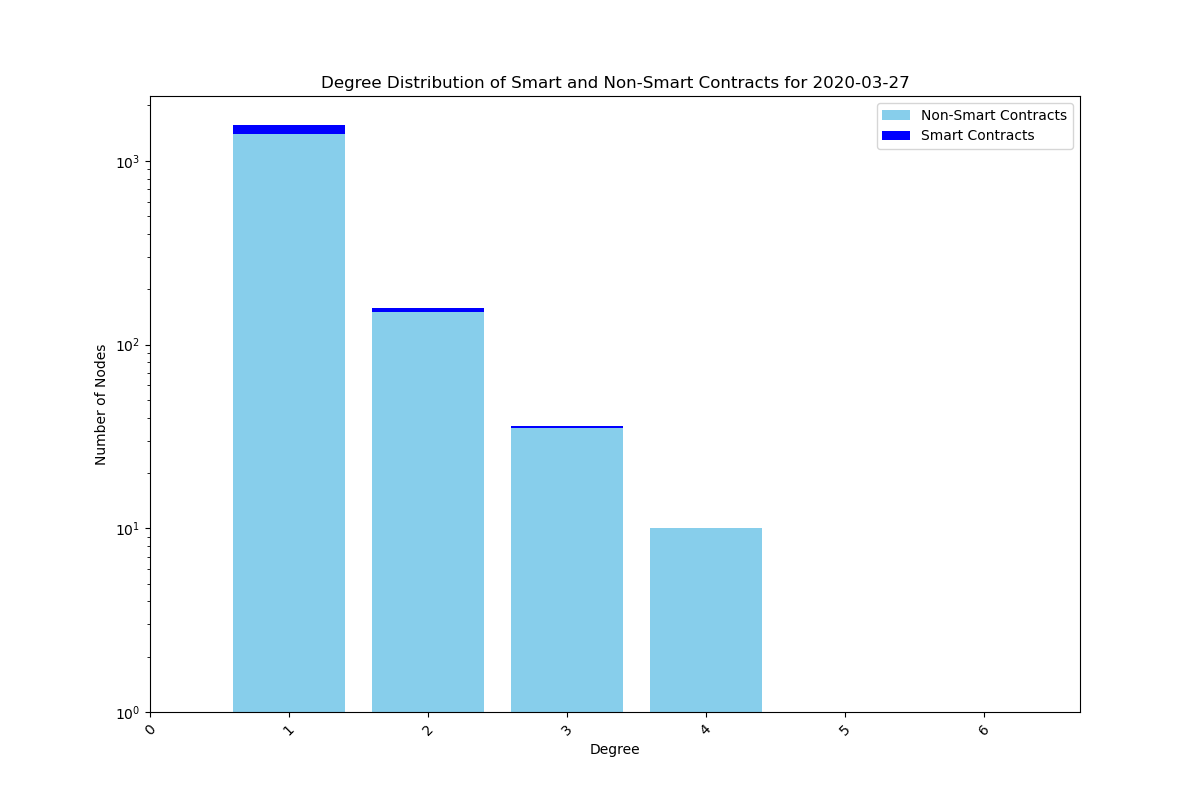 Degree Distribution of Smart and Non-Smart Contracts for 2020-03-27
Non-Smart Contracts
Smart Contracts
Number of Nodes
10³
10²
10¹
10⁰
0 1 2 3 4 5 6
Degree